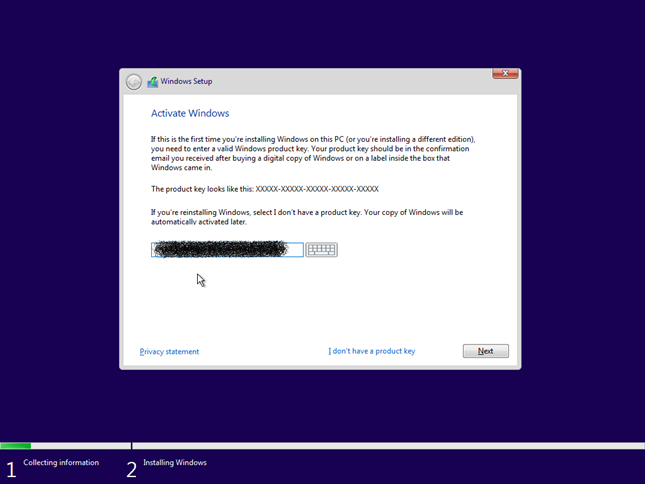 Windows Setup
Activate Windows
If this is the first time you're installing Windows on this PC (or you're installing a different edition),
you need to enter a valid Windows product key. Your product key should be in the confirmation
email you received after buying a digital copy of Windows or on a label inside the box that
Windows came in.
The product key looks like this: XXXXX-XXXXX-XXXXX-XXXXX-XXXXX
If you're reinstalling Windows, select I don't have a product key. Your copy of Windows will be
automatically activated later.
Privacy statement
I don't have a product key
Next
1 Collecting information
2 Installing Windows